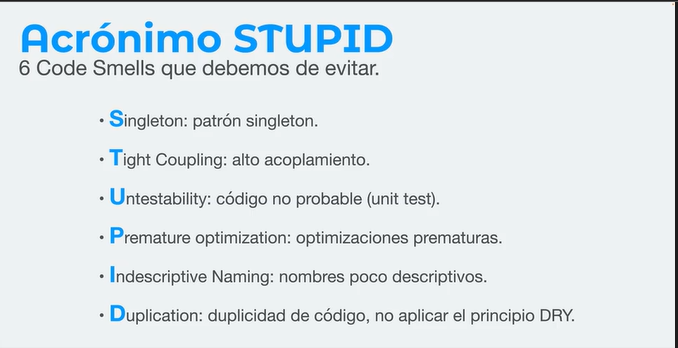 Acrónimo STUPID
6 Code Smells que debemos de evitar.
• Singleton: patrón singleton.
• Tight Coupling: alto acoplamiento.
• Untestability: código no probable (unit test).
• Premature optimization: optimizaciones prematuras.
• Indescriptive Naming: nombres poco descriptivos.
• Duplication: duplicidad de código, no aplicar el principio DRY.